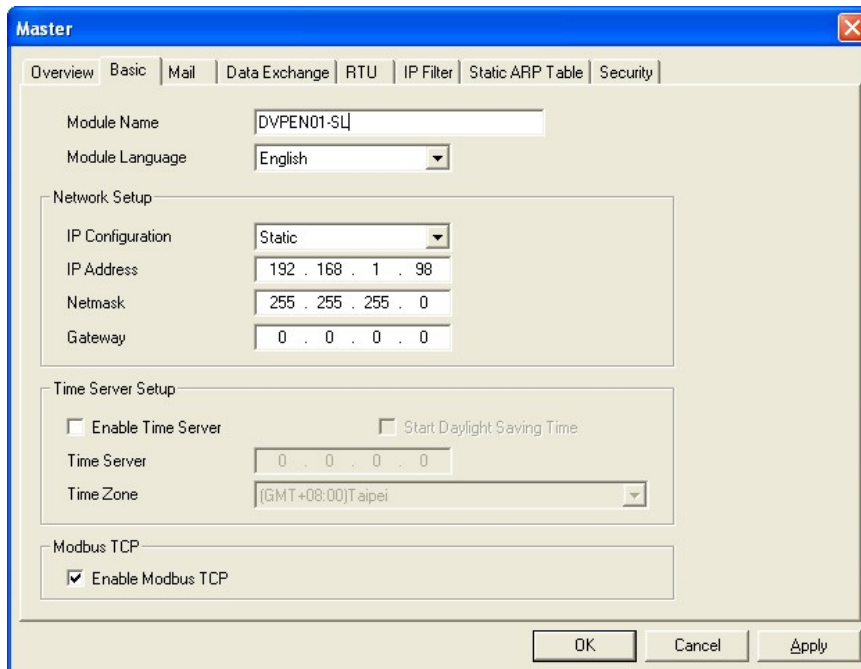 Master
Overview Basic Mail Data Exchange RTU IP Filter Static ARP Table Security
Module Name DVPEN01-SL
Module Language English
Network Setup
IP Configuration Static
IP Address 192 . 168 . 1 . 98
Netmask 255 . 255 . 255 . 0
Gateway 0 . 0 . 0 . 0
Time Server Setup
Enable Time Server Start Daylight Saving Time
Time Server 0 . 0 . 0 . 0
Time Zone (GMT+08:00)Taipei
Modbus TCP
Enable Modbus TCP
OK Cancel Apply